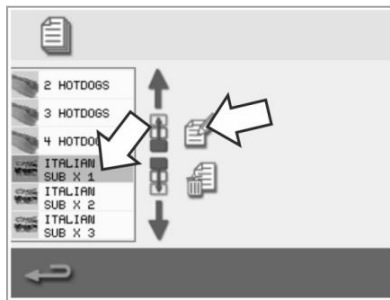 2 HOTDOGS
3 HOTDOGS
4 HOTDO
ITALIAN
SUB X 1
ITALIAN
SUB X 2
ITALIAN
SUB X 3